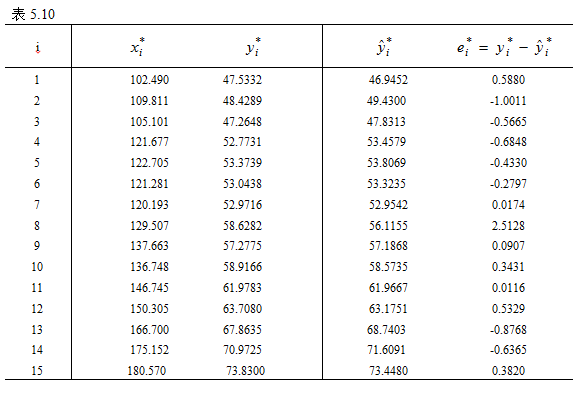 表 5.10
i x_i^* y_i^* ŷ_i^* e_i^* = y_i^* − ŷ_i^*
1 102.490 47.5332 46.9452 0.5880
2 109.811 48.4289 49.4300 -1.0011
3 105.101 47.2648 47.8313 -0.5665
4 121.677 52.7731 53.4579 -0.6848
5 122.705 53.3739 53.8069 -0.4330
6 121.281 53.0438 53.3235 -0.2797
7 120.193 52.9716 52.9542 0.0174
8 129.507 58.6282 56.1155 2.5128
9 137.663 57.2775 57.1868 0.0907
10 136.748 58.9166 58.5735 0.3431
11 146.745 61.9783 61.9667 0.0116
12 150.305 63.7080 63.1751 0.5329
13 166.700 67.8635 68.7403 -0.8768
14 175.152 70.9725 71.6091 -0.6365
15 180.570 73.8300 73.4480 0.3820